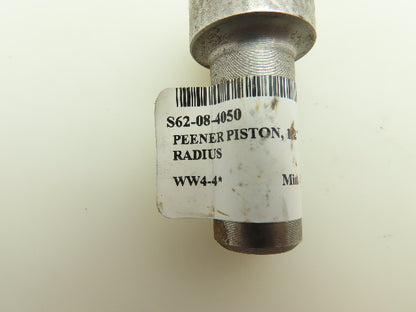 S62-08-4050
PEENER PISTON,
RADIUS
WW4-4*